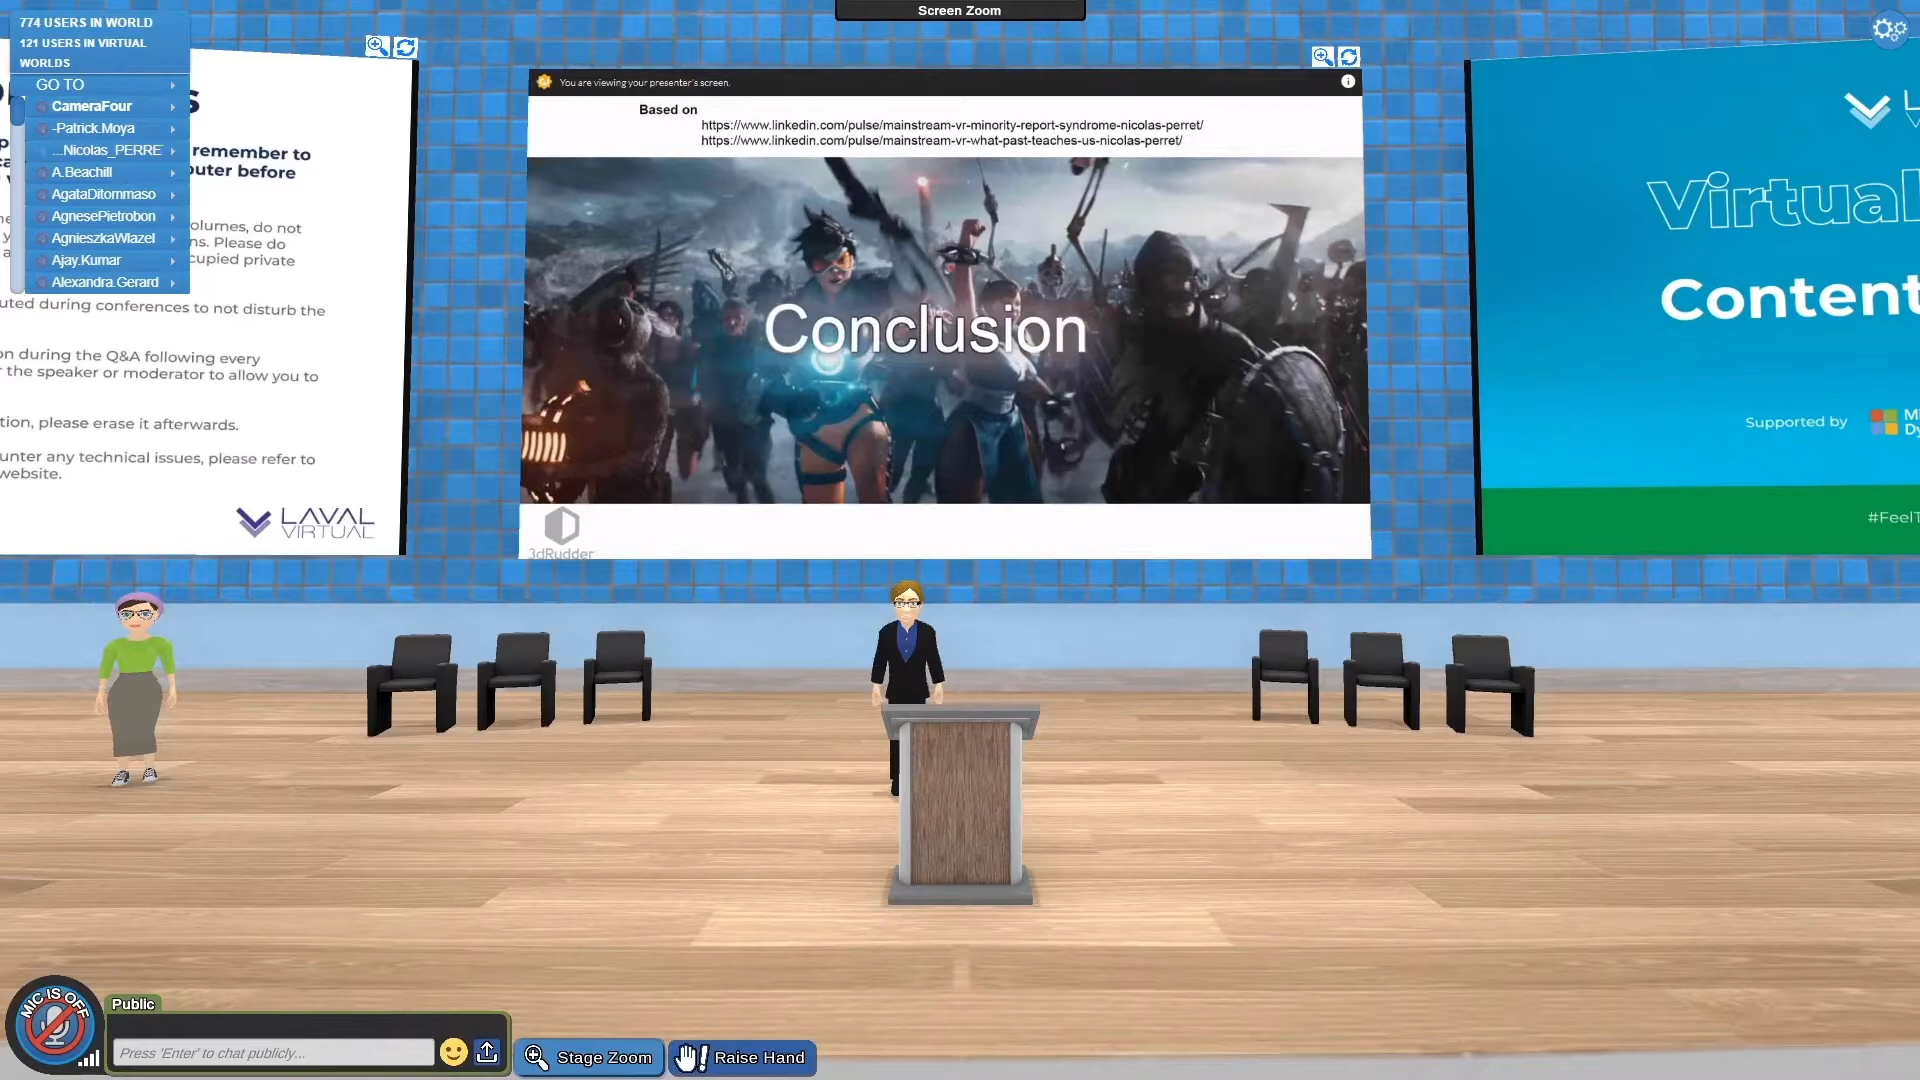 Screen Zoom
774 USERS IN WORLD
121 USERS IN VIRTUAL
WORLDS
GO TO
CameraFour
-Patrick.Moya
...Nicolas_PERRE
A.Beachill
AgataDitommaso
AgnesePietrobon
AgnieszkaWlazel
Ajay.Kumar
Alexandra.Gerard
remember to
outer before
olumes, do not
ns. Please do
cupied private
uted during conferences to not disturb the
on during the Q&A following every
r the speaker or moderator to allow you to
tion, please erase it afterwards.
unter any technical issues, please refer to
website.
LAVAL
VIRTUAL
You are viewing your presenter's screen.
Based on
https://www.linkedin.com/pulse/mainstream-vr-minority-report-syndrome-nicolas-perret/
https://www.linkedin.com/pulse/mainstream-vr-what-past-teaches-us-nicolas-perret/
Conclusion
3dRudder
Virtual
Content
Supported by
Mi
Dy
#FeelT
MIC IS OFF
Public
Press 'Enter' to chat publicly...
Stage Zoom
Raise Hand